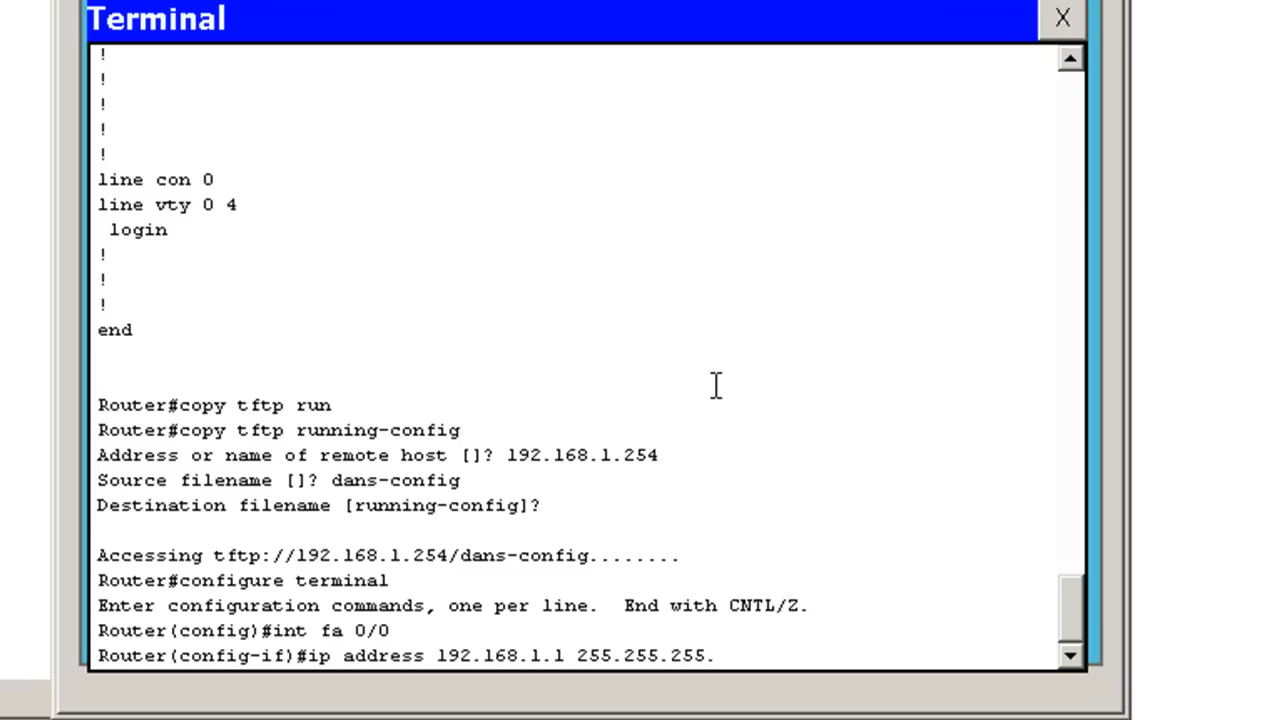 Terminal
X
!
!
!
!
!
line con 0
line vty 0 4
 login
!
!
!
end
Router#copy tftp run
Router#copy tftp running-config
Address or name of remote host []? 192.168.1.254
Source filename []? dans-config
Destination filename [running-config]?
Accessing tftp://192.168.1.254/dans-config........
Router#configure terminal
Enter configuration commands, one per line.  End with CNTL/Z.
Router(config)#int fa 0/0
Router(config-if)#ip address 192.168.1.1 255.255.255.